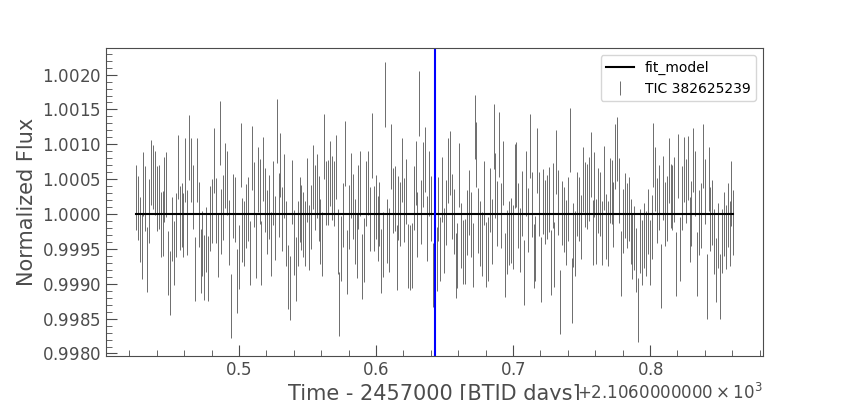 1.0020
1.0015
1.0010
1.0005
1.0000
0.9995
0.9990
0.9985
0.9980
Normalized Flux
fit_model
TIC 382625239
0.5
0.6
0.7
0.8
Time - 2457000 [BTJD days]
+2.1060000000 × 10³